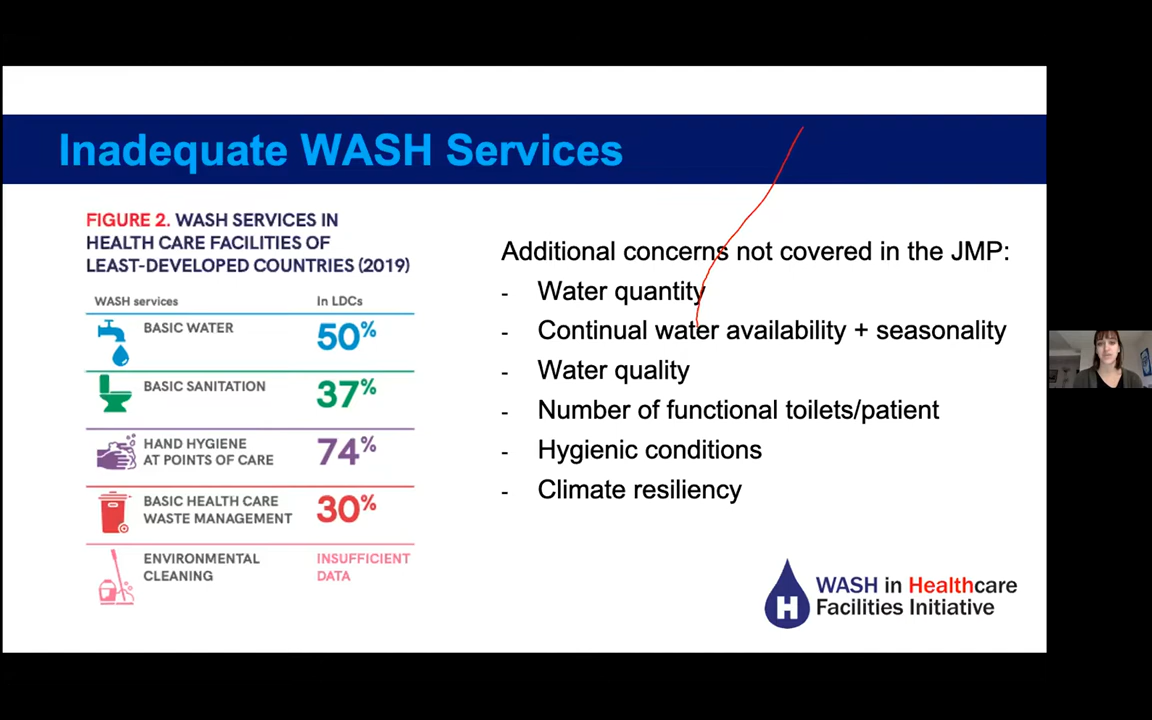 Inadequate WASH Services
FIGURE 2. WASH SERVICES IN
HEALTH CARE FACILITIES OF
LEAST-DEVELOPED COUNTRIES (2019)
WASH services In LDCs
BASIC WATER 50%
BASIC SANITATION 37%
HAND HYGIENE
AT POINTS OF CARE 74%
BASIC HEALTH CARE
WASTE MANAGEMENT 30%
ENVIRONMENTAL INSUFFICIENT
CLEANING DATA
Additional concerns not covered in the JMP:
- Water quantity
- Continual water availability + seasonality
- Water quality
- Number of functional toilets/patient
- Hygienic conditions
- Climate resiliency
H
WASH in Healthcare
Facilities Initiative